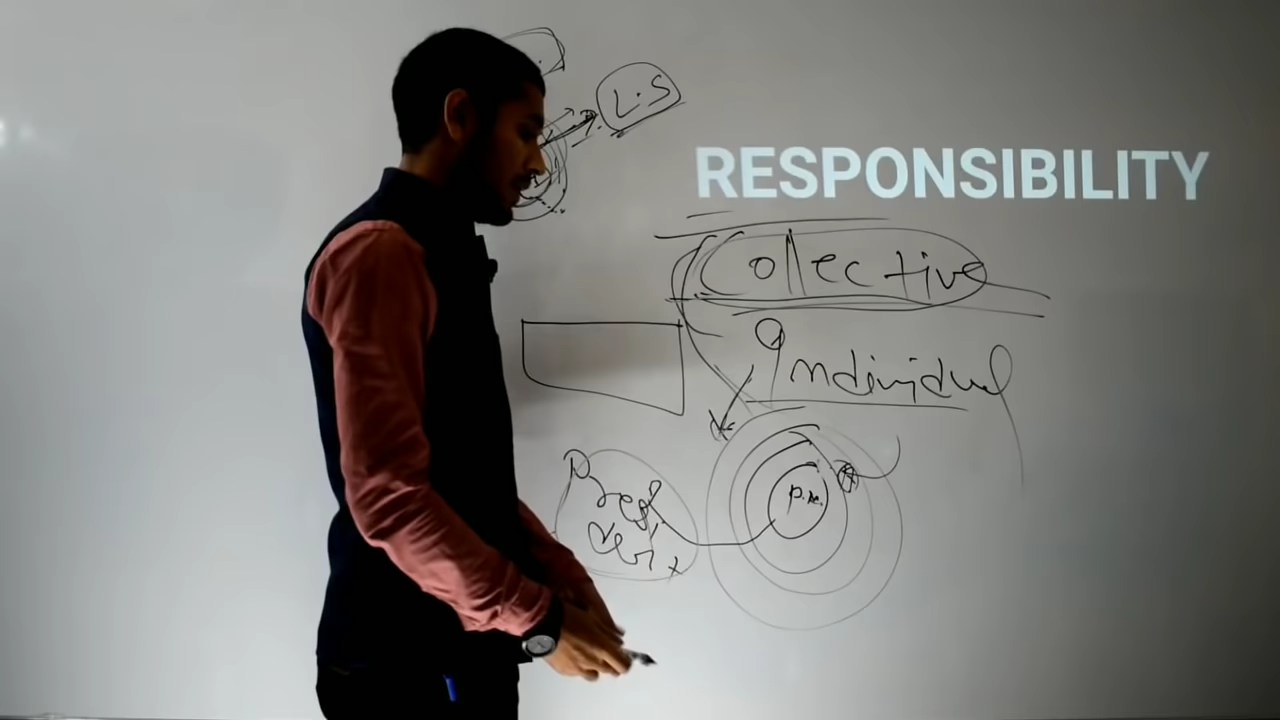 L.S
RESPONSIBILITY
Collective
Individual
P.M.